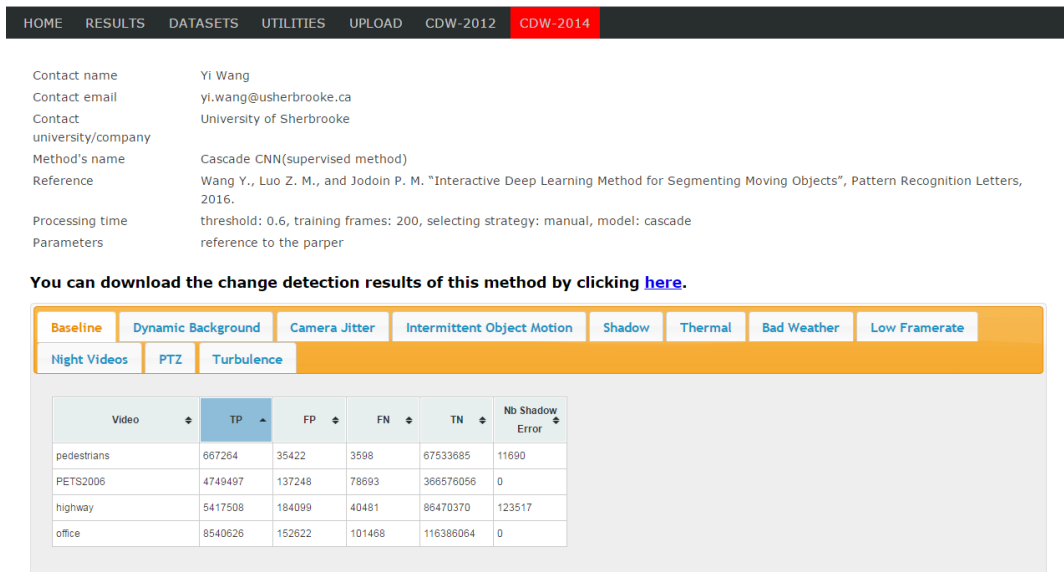 HOME RESULTS DATASETS UTILITIES UPLOAD CDW-2012 CDW-2014
Contact name Yi Wang
Contact email yi.wang@usherbrooke.ca
Contact University of Sherbrooke
university/company
Method's name Cascade CNN(supervised method)
Reference Wang Y., Luo Z. M., and Jodoin P. M. “Interactive Deep Learning Method for Segmenting Moving Objects”, Pattern Recognition Letters,
2016.
Processing time threshold: 0.6, training frames: 200, selecting strategy: manual, model: cascade
Parameters reference to the parper
You can download the change detection results of this method by clicking here.
Baseline Dynamic Background Camera Jitter Intermittent Object Motion Shadow Thermal Bad Weather Low Framerate
Night Videos PTZ Turbulence
Video TP FP FN TN Nb Shadow
Error
pedestrians 667264 35422 3598 67533685 11690
PETS2006 4749497 137248 78693 366576056 0
highway 5417508 184099 40481 86470370 123517
office 8540626 152622 101468 116386064 0